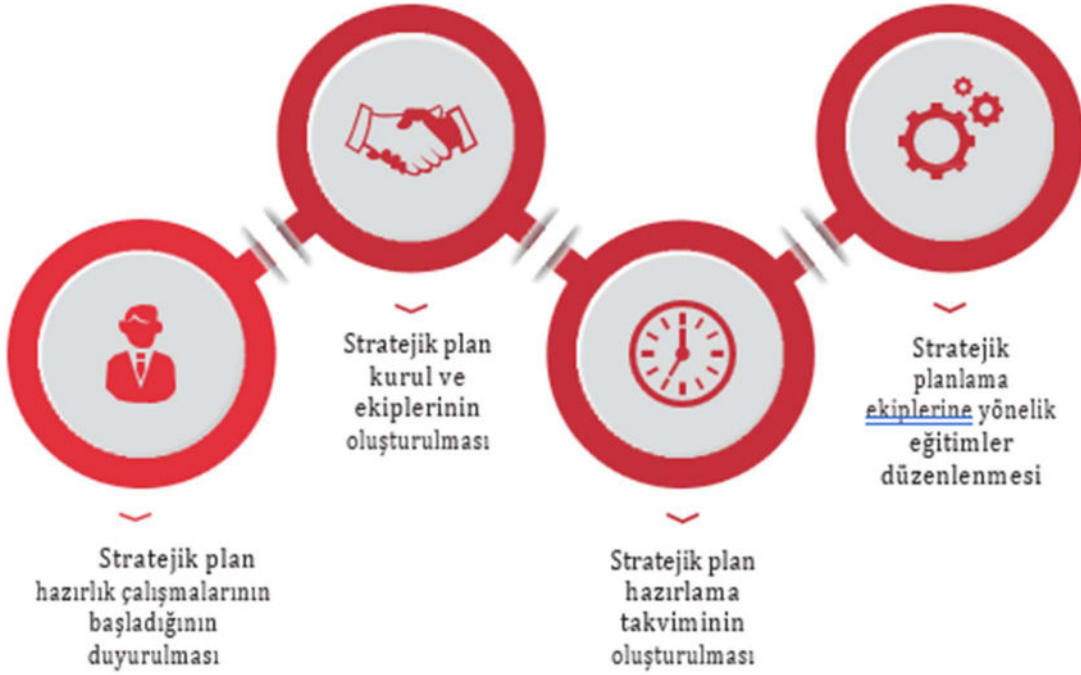 Stratejik plan
hazırlık çalışmalarının
başladığının
duyurulması
Stratejik plan
kurul ve
ekiplerinin
oluşturulması
Stratejik plan
hazırlama
takviminin
oluşturulması
Stratejik
planlama
ekiplerine yönelik
eğitimler
düzenlenmesi